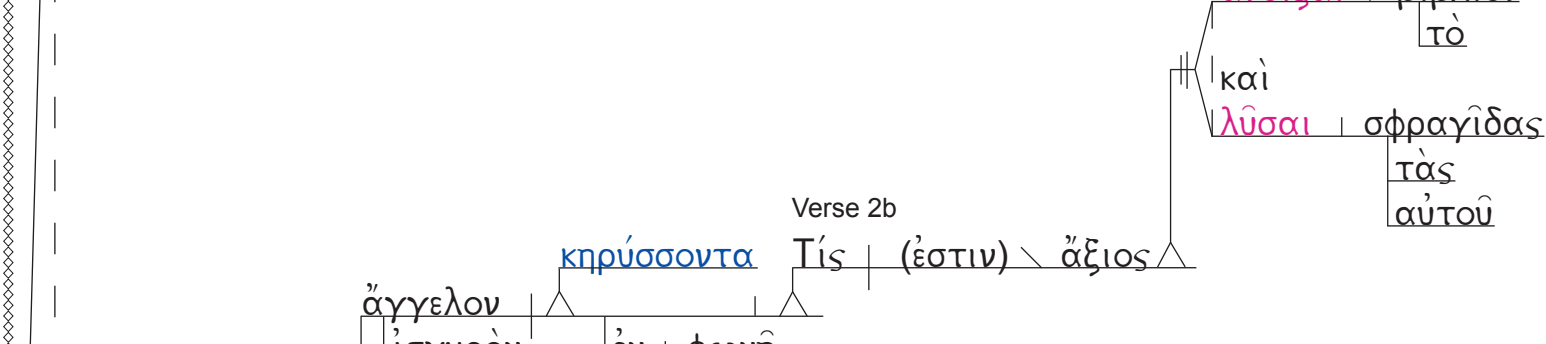 τὸ
καὶ
λῦσαι σφραγῖδας
τὰς
αὐτοῦ
Verse 2b
κηρύσσοντα Τίς (ἐστιν) ἄξιος
ἄγγελον